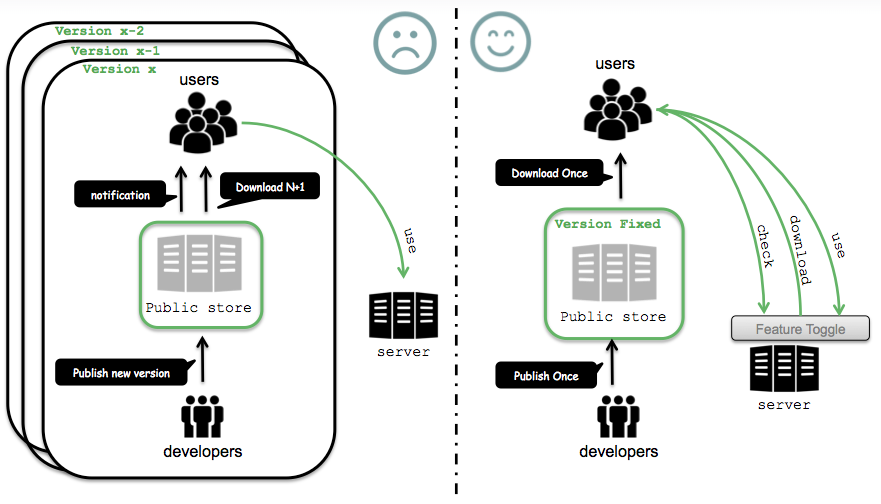 Version x-2
Version x-1
Version x
users
notification
Download N+1
use
Public store
server
Publish new version
developers
users
Download Once
Version Fixed
Public store
check
download
use
Feature Toggle
server
Publish Once
developers